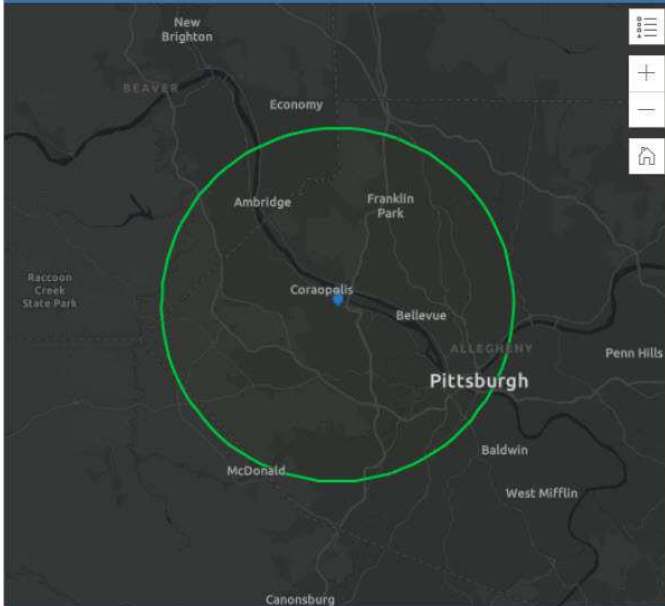 New
Brighton
BEAVER
Economy
Ambridge
Franklin
Park
Raccoon
Creek
State Park
Coraopolis
Bellevue
ALLEGHENY
Penn Hills
Pittsburgh
Baldwin
McDonald
West Mifflin
Canonsburg